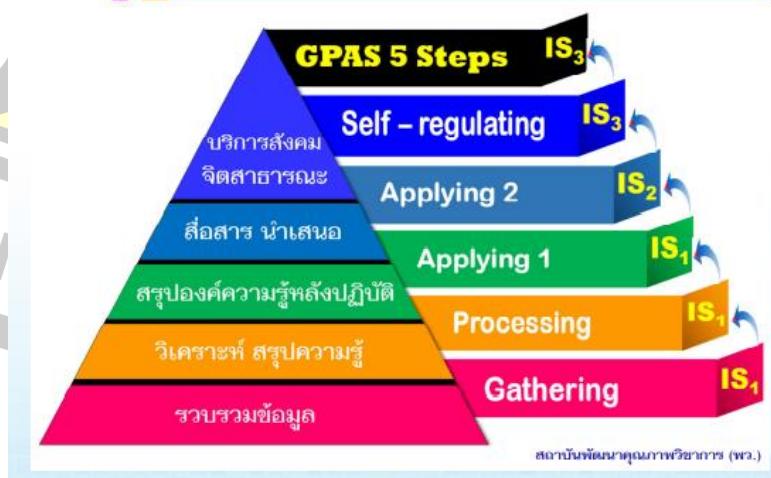 GPAS 5 Steps IS3
Self – regulating IS3
บริการสังคม
จิตสาธารณะ
Applying 2 IS2
สื่อสาร นำเสนอ
Applying 1 IS1
สรุปองค์ความรู้หลังปฏิบัติ
Processing IS1
วิเคราะห์ สรุปความรู้
Gathering IS1
รวบรวมข้อมูล
สถาบันพัฒนาคุณภาพวิชาการ (พว.)